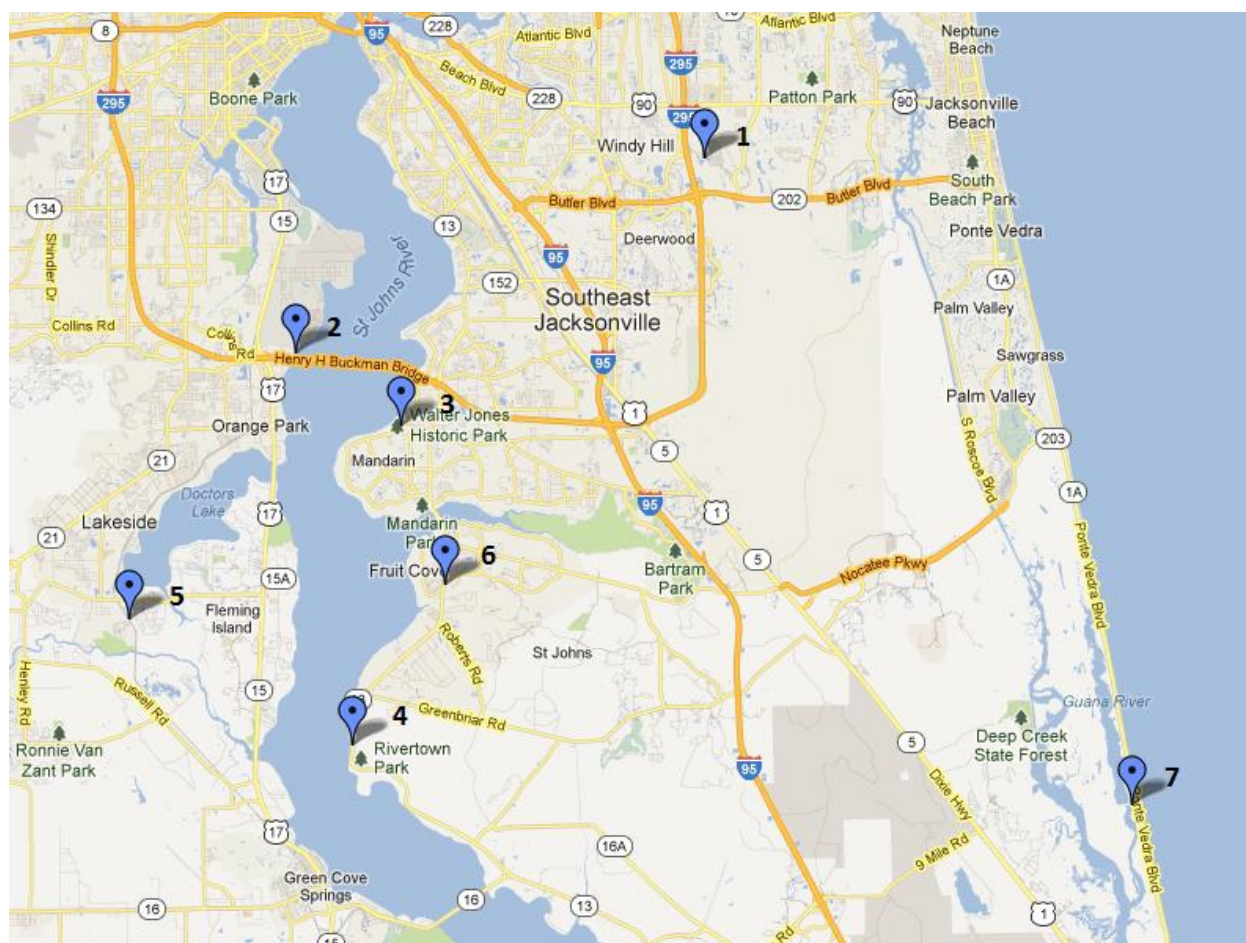 8
95
228
Atlantic Blvd
10
Atlantic Blvd
Neptune
Beach
295
Boone Park
Beach Blvd
228
90
295
295
Patton Park
90
Jacksonville
Beach
1
Windy Hill
17
134
15
Butler Blvd
202
Butler Blvd
South
Beach Park
Shindler Dr
St Johns River
13
Deerwood
Ponte Vedra
95
152
1A
Southeast
Jacksonville
Palm Valley
Collins Rd
Collins
Rd
2
Henry H Buckman Bridge
95
Sawgrass
17
3
Walter Jones
Historic Park
1
Palm Valley
Orange Park
21
Mandarin
5
S Roscoe Blvd
203
Doctors
Lake
17
95
1
1A
Lakeside
21
Mandarin
Park
5
Ponte Vedra Blvd
6
Fruit Cove
Bartram
Park
Nocatee Pkwy
15A
5
Fleming
Island
Henley Rd
Roberts Rd
St Johns
Russell Rd
15
Guana River
4
Greenbriar Rd
Ronnie Van
Zant Park
Rivertown
Park
5
Deep Creek
State Forest
95
7
Dixie Hwy
Ponte Vedra Blvd
17
16A
9 Mile Rd
Green Cove
Springs
16
16
13
1
Rd